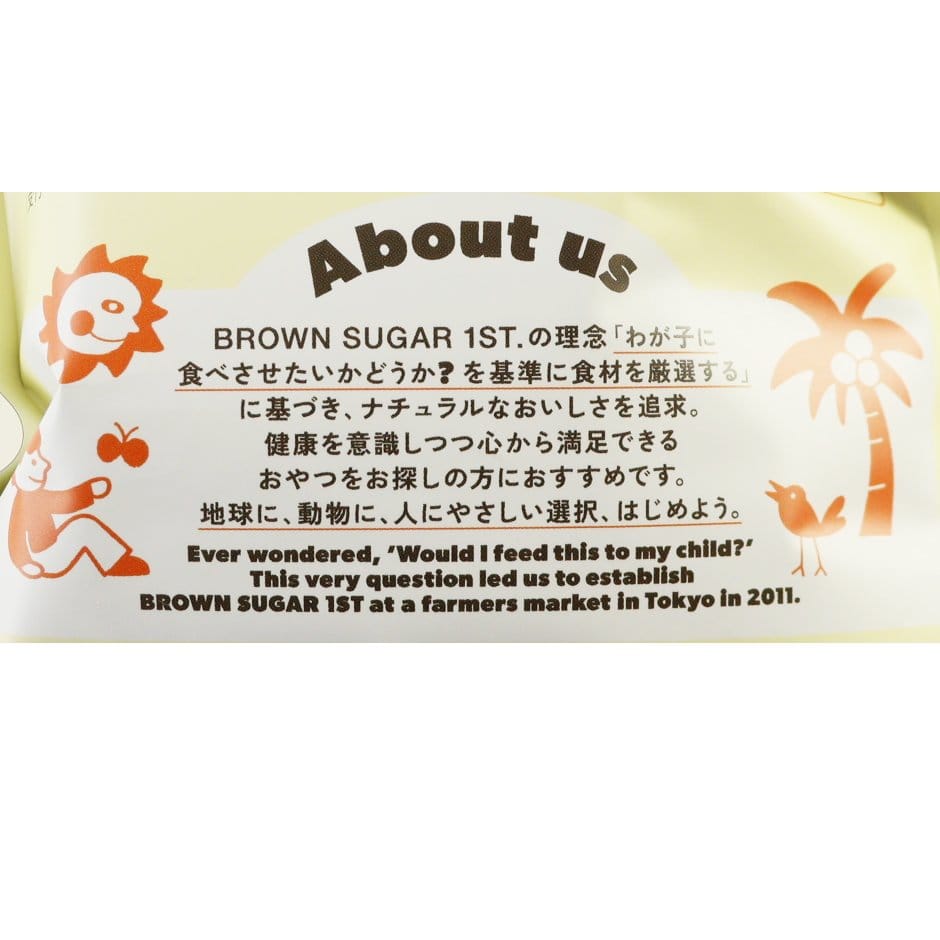 About us
BROWN SUGAR 1ST.の理念「わが子に
食べさせたいかどうか?を基準に食材を厳選する」
に基づき、ナチュラルなおいしさを追求。
健康を意識しつつ心から満足できる
おやつをお探しの方におすすめです。
地球に、動物に、人にやさしい選択、はじめよう。
Ever wondered, 'Would I feed this to my child?'
This very question led us to establish
BROWN SUGAR 1ST at a farmers market in Tokyo in 2011.